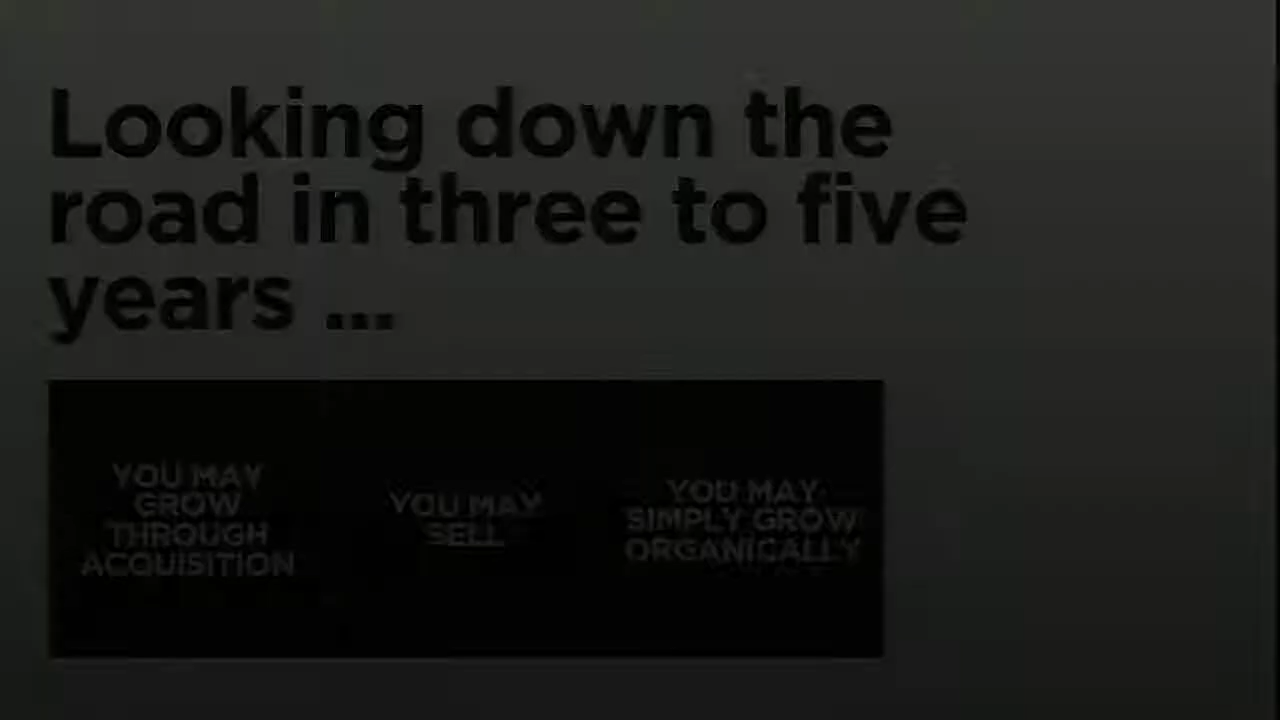 Looking down the
road in three to five
years ...
YOU MAY
GROW
THROUGH
ACQUISITION
YOU MAY
SELL
YOU MAY
SIMPLY GROW
ORGANICALLY